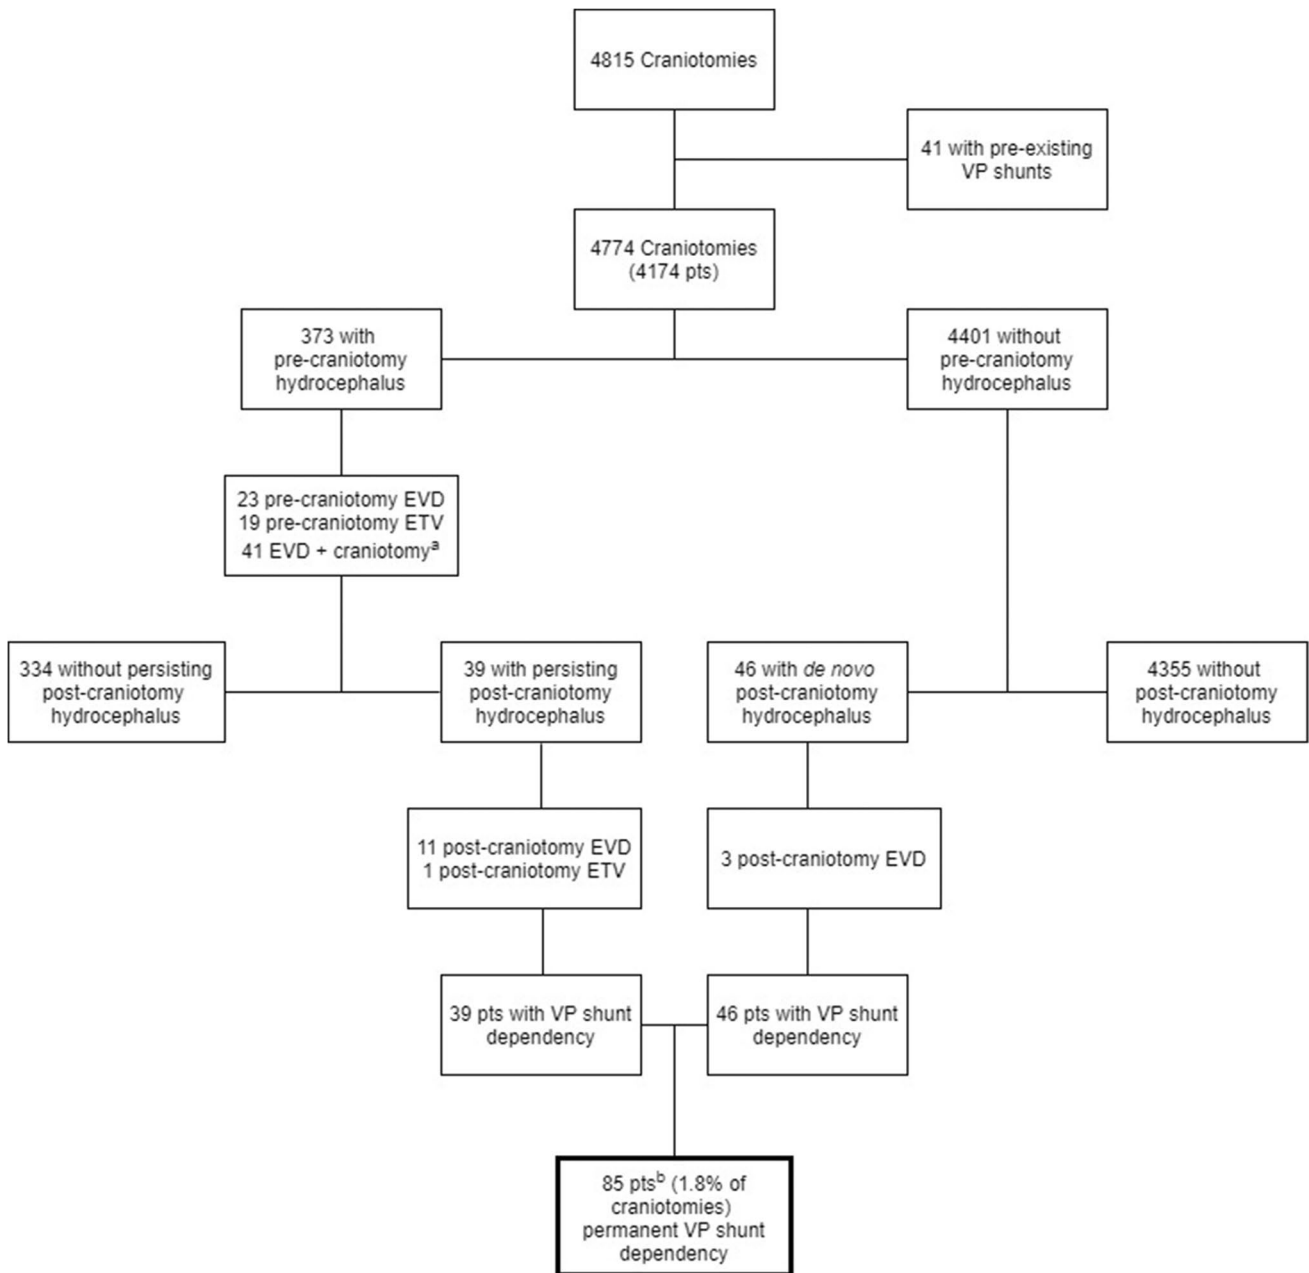 4815 Craniotomies
41 with pre-existing
VP shunts
4774 Craniotomies
(4174 pts)
373 with
pre-craniotomy
hydrocephalus
4401 without
pre-craniotomy
hydrocephalus
23 pre-craniotomy EVD
19 pre-craniotomy ETV
41 EVD + craniotomyᵃ
334 without persisting
post-craniotomy
hydrocephalus
39 with persisting
post-craniotomy
hydrocephalus
46 with de novo
post-craniotomy
hydrocephalus
4355 without
post-craniotomy
hydrocephalus
11 post-craniotomy EVD
1 post-craniotomy ETV
3 post-craniotomy EVD
39 pts with VP shunt
dependency
46 pts with VP shunt
dependency
85 ptsᵇ (1.8% of
craniotomies)
permanent VP shunt
dependency